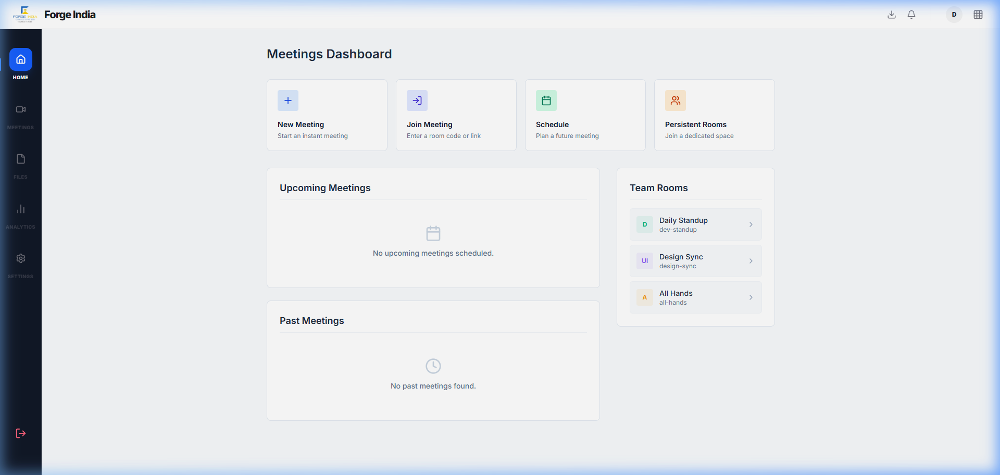 FORGE INDIA
Forge India
D
HOME
MEETINGS
FILES
ANALYTICS
SETTINGS
Meetings Dashboard
New Meeting
Start an instant meeting
Join Meeting
Enter a room code or link
Schedule
Plan a future meeting
Persistent Rooms
Join a dedicated space
Upcoming Meetings
No upcoming meetings scheduled.
Past Meetings
No past meetings found.
Team Rooms
D
Daily Standup
dev-standup
UI
Design Sync
design-sync
A
All Hands
all-hands